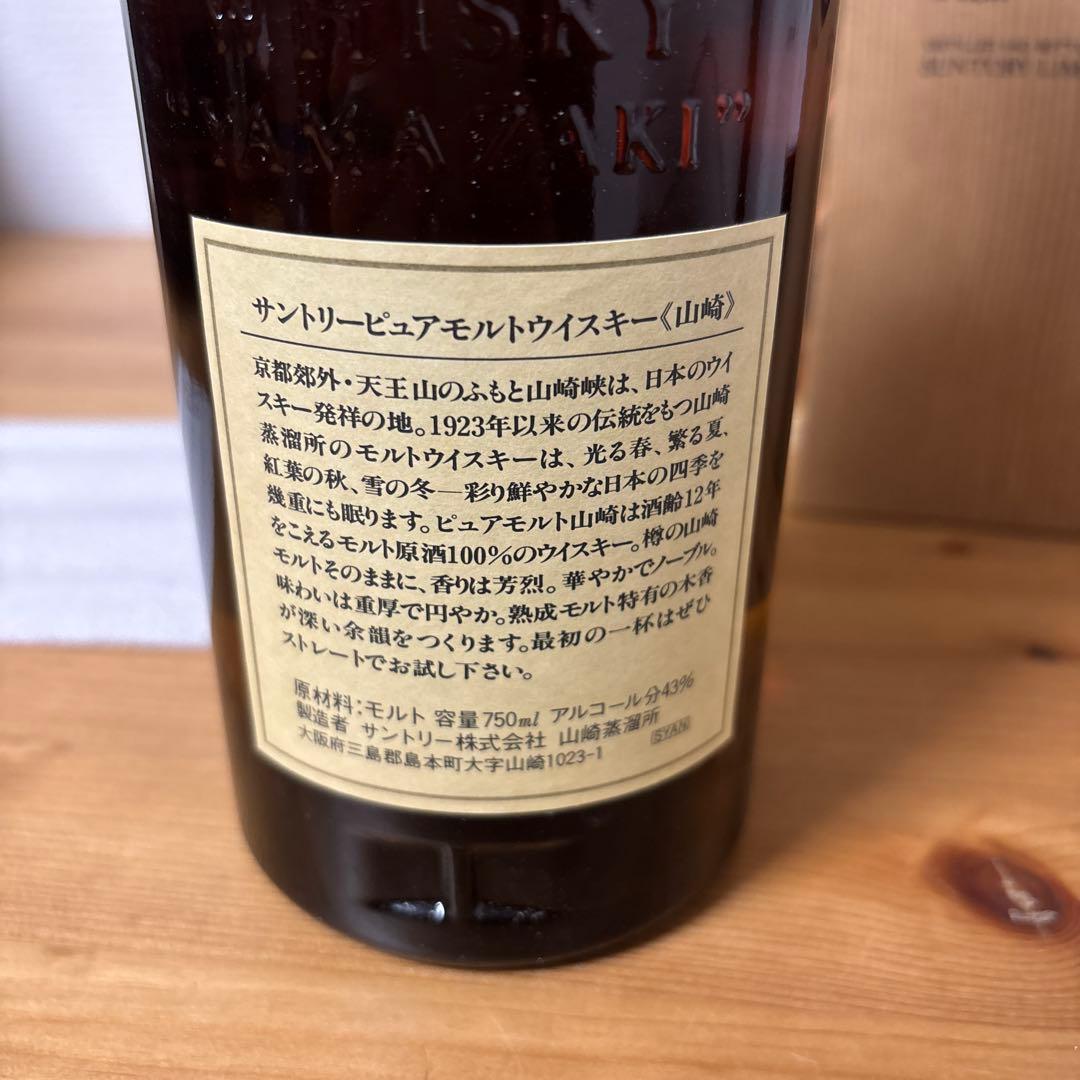 WHISKY
"YAMAZAKI"
サントリーピュアモルトウイスキー《山崎》
京都郊外・天王山のふもと山崎峡は、日本のウイ
スキー発祥の地。1923年以来の伝統をもつ山崎
蒸溜所のモルトウイスキーは、光る春、繁る夏、
紅葉の秋、雪の冬—彩り鮮やかな日本の四季を
幾重にも眠ります。ピュアモルト山崎は酒齢12年
をこえるモルト原酒100%のウイスキー。樽の山崎
モルトそのままに、香りは芳烈。華やかでノーブル。
味わいは重厚で円やか。熟成モルト特有の木香
が深い余韻をつくります。最初の一杯はぜひ
ストレートでお試し下さい。
原材料:モルト 容量750ml アルコール分43%
製造者 サントリー株式会社 山崎蒸溜所
大阪府三島郡島本町大字山崎1023-1 SYAN
SUNTORY